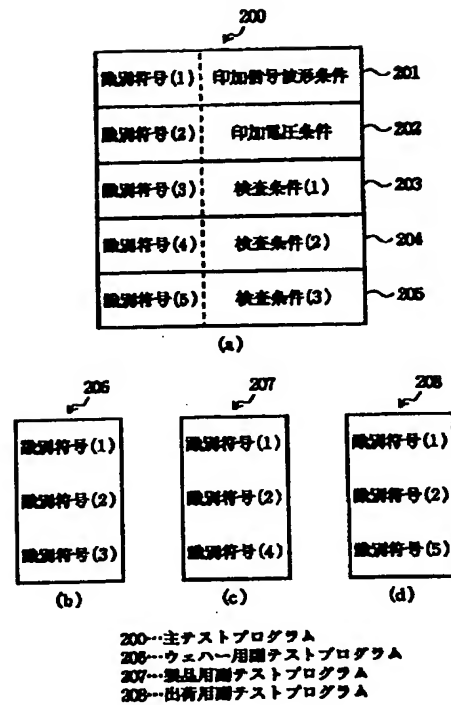 200
識別符号(1) 印加信号波形条件 201
識別符号(2) 印加電圧条件 202
識別符号(3) 検査条件(1) 203
識別符号(4) 検査条件(2) 204
識別符号(5) 検査条件(3) 205
(a)
206 207 208
識別符号(1) 識別符号(1) 識別符号(1)
識別符号(2) 識別符号(2) 識別符号(2)
識別符号(3) 識別符号(4) 識別符号(5)
(b) (c) (d)
200…主テストプログラム
206…ウェハー用副テストプログラム
207…製品用副テストプログラム
208…出荷用副テストプログラム